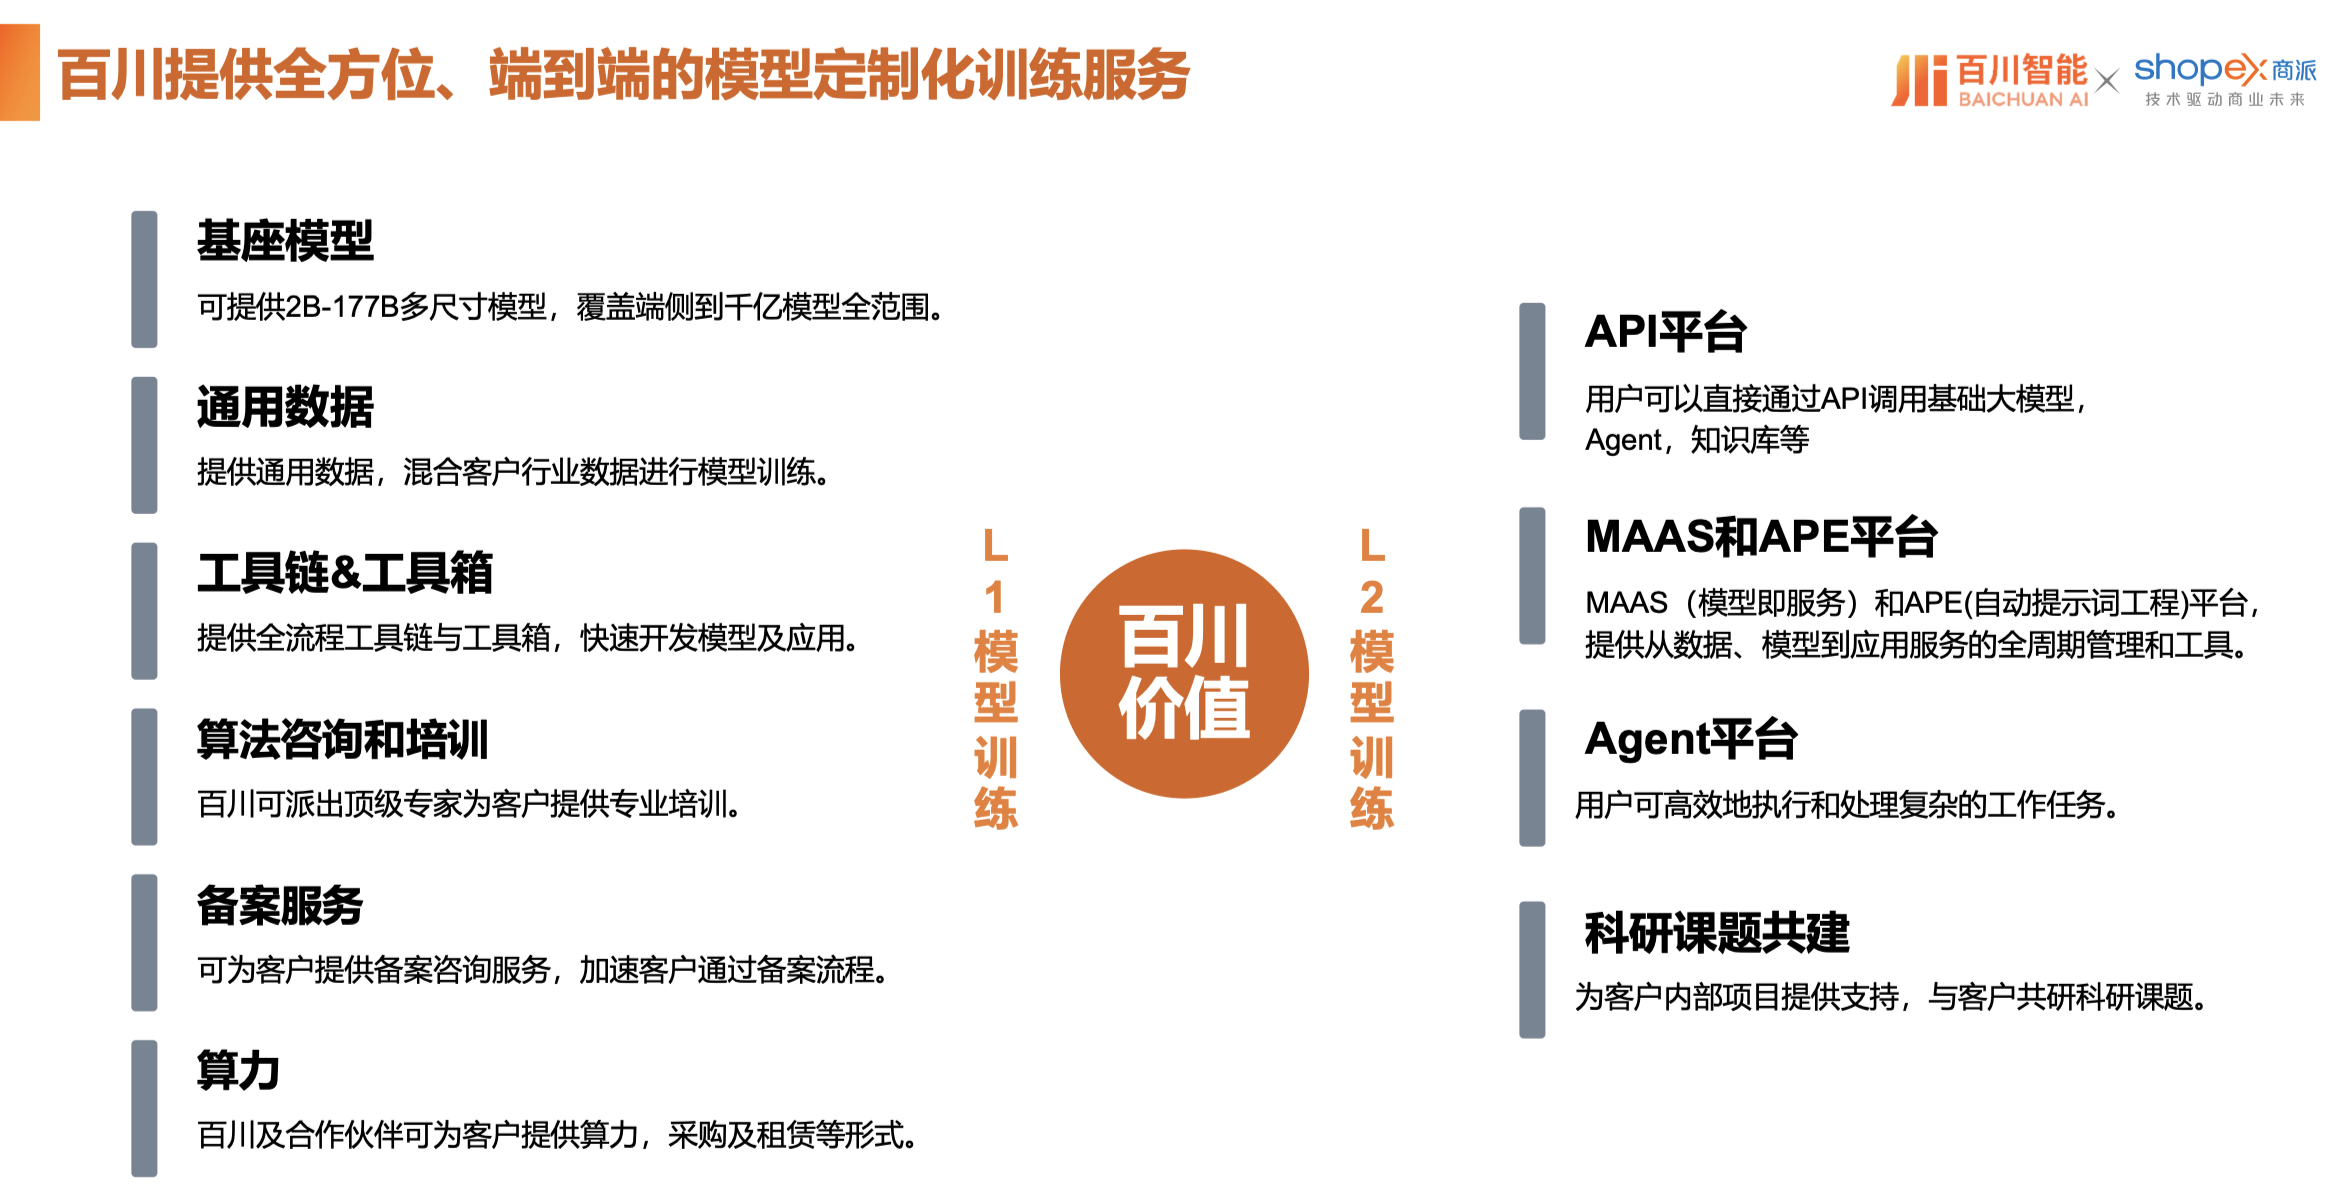 百川提供全方位、端到端的模型定制化训练服务
百川智能
BAICHUAN AI
shopex商派
技术驱动商业未来
基座模型
可提供2B-177B多尺寸模型，覆盖端侧到千亿模型全范围。
通用数据
提供通用数据，混合客户行业数据进行模型训练。
工具链&工具箱
提供全流程工具链与工具箱，快速开发模型及应用。
算法咨询和培训
百川可派出顶级专家为客户提供专业培训。
备案服务
可为客户提供备案咨询服务，加速客户通过备案流程。
算力
百川及合作伙伴可为客户提供算力，采购及租赁等形式。
L1模型训练
百川
价值
L2模型训练
API平台
用户可以直接通过API调用基础大模型，
Agent，知识库等
MAAS和APE平台
MAAS（模型即服务）和APE(自动提示词工程)平台，
提供从数据、模型到应用服务的全周期管理和工具。
Agent平台
用户可高效地执行和处理复杂的工作任务。
科研课题共建
为客户内部项目提供支持，与客户共研科研课题。